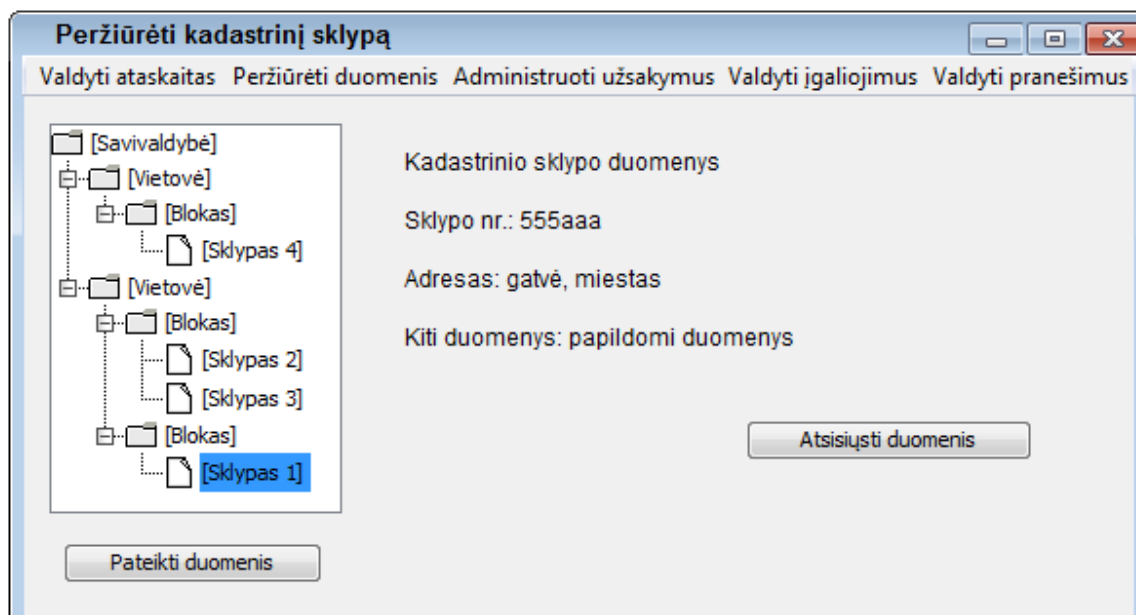 Peržiūrėti kadastrinį sklypą
Valdyti ataskaitas Peržiūrėti duomenis Administruoti užsakymus Valdyti įgaliojimus Valdyti pranešimus
[Savivaldybė]
[Vietovė]
[Blokas]
[Sklypas 4]
[Vietovė]
[Blokas]
[Sklypas 2]
[Sklypas 3]
[Blokas]
[Sklypas 1]
Pateikti duomenis
Kadastrinio sklypo duomenys
Sklypo nr.: 555aaa
Adresas: gatvė, miestas
Kiti duomenys: papildomi duomenys
Atsisiųsti duomenis